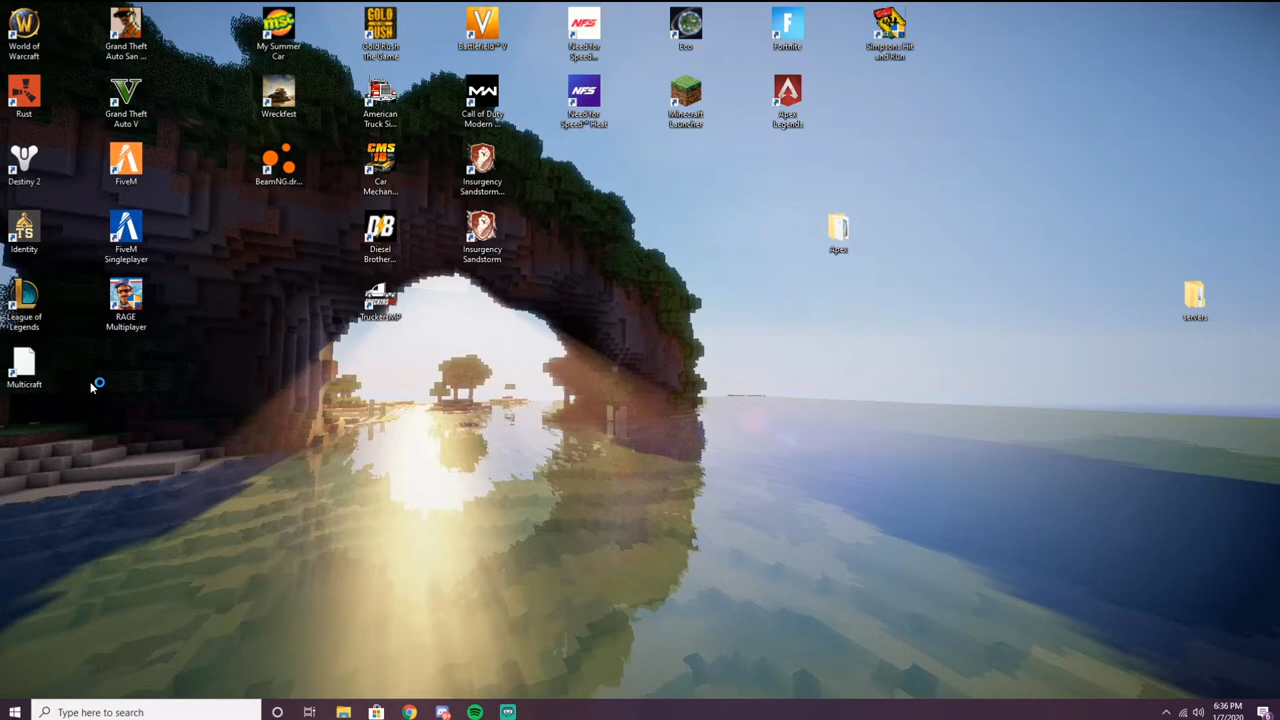 World of
Warcraft
Grand Theft
Auto San ...
My Summer
Car
Gold Rush
The Game
Battlefield™ V
Need for
Speed...
Eco
Fortnite
Simpsons Hit
and Run
Rust
Grand Theft
Auto V
Wreckfest
American
Truck Si...
Call of Duty
Modern ...
Need for
Speed™ Heat
Minecraft
Launcher
Apex
Legends
Destiny 2
FiveM
BeamNG.dr...
Car
Mechan...
Insurgency
Sandstorm...
Identity
FiveM
Singleplayer
Diesel
Brother...
Insurgency
Sandstorm
Apex
League of
Legends
RAGE
Multiplayer
TruckersMP
servers
Multicraft
Type here to search
6:36 PM
1/7/2020